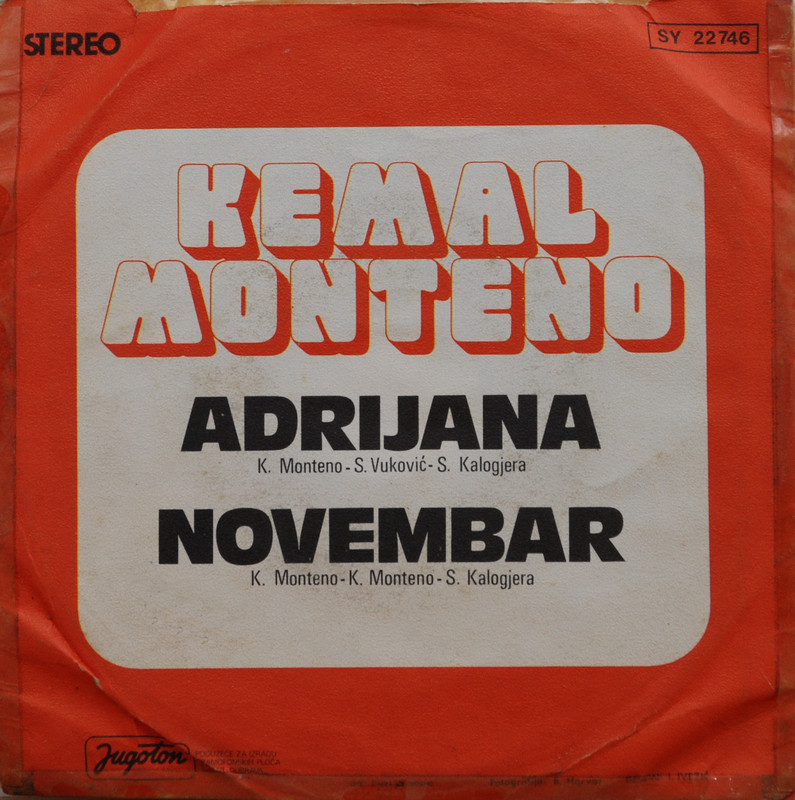 STEREO
SY 22746
KEMAL
MONTENO
ADRIJANA
K. Monteno - S. Vuković - S. Kalogjera
NOVEMBAR
K. Monteno - K. Monteno - S. Kalogjera
Jugoton